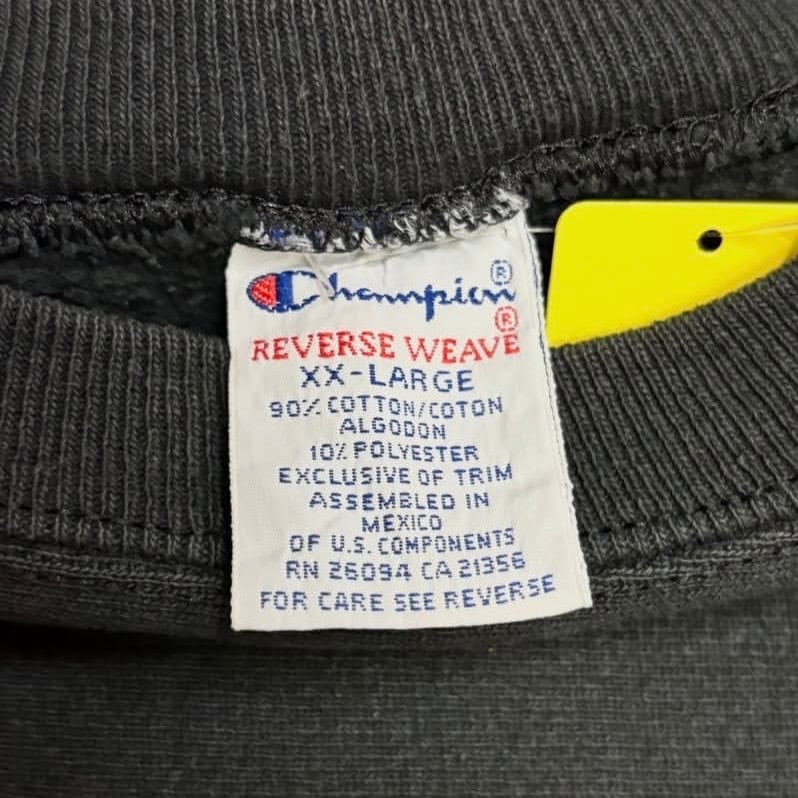 Champion®
REVERSE WEAVE®
XX-LARGE
90% COTTON/COTON
ALGODON
10% POLYESTER
EXCLUSIVE OF TRIM
ASSEMBLED IN
MEXICO
OF U.S. COMPONENTS
RN 26094 CA 21356
FOR CARE SEE REVERSE